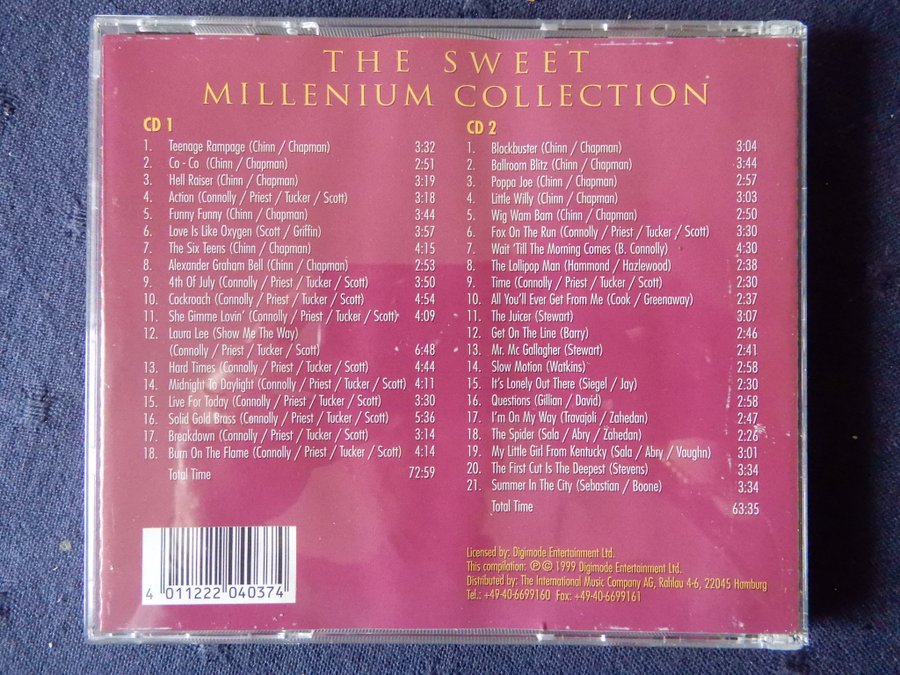 THE SWEET
MILLENIUM COLLECTION
CD 1
1. Teenage Rampage (Chinn / Chapman) 3:32
2. Co - Co (Chinn / Chapman) 2:51
3. Hell Raiser (Chinn / Chapman) 3:19
4. Action (Connolly / Priest / Tucker / Scott) 3:18
5. Funny Funny (Chinn / Chapman) 3:44
6. Love Is Like Oxygen (Scott / Griffin) 3:57
7. The Six Teens (Chinn / Chapman) 4:15
8. Alexander Graham Bell (Chinn / Chapman) 2:53
9. 4th Of July (Connolly / Priest / Tucker / Scott) 3:50
10. Cockroach (Connolly / Priest / Tucker / Scott) 4:54
11. She Gimme Lovin' (Connolly / Priest / Tucker / Scott) 4:09
12. Laura Lee (Show Me The Way)
(Connolly / Priest / Tucker / Scott) 6:48
13. Hard Times (Connolly / Priest / Tucker / Scott) 4:44
14. Midnight To Daylight (Connolly / Priest / Tucker / Scott) 4:11
15. Live For Today (Connolly / Priest / Tucker / Scott) 3:30
16. Solid Gold Brass (Connolly / Priest / Tucker / Scott) 5:36
17. Breakdown (Connolly / Priest / Tucker / Scott) 3:14
18. Burn On The Flame (Connolly / Priest / Tucker / Scott) 4:14
Total Time 72:59
CD 2
1. Blockbuster (Chinn / Chapman) 3:04
2. Ballroom Blitz (Chinn / Chapman) 3:44
3. Poppa Joe (Chinn / Chapman) 2:57
4. Little Willy (Chinn / Chapman) 3:03
5. Wig Wam Bam (Chinn / Chapman) 2:50
6. Fox On The Run (Connolly / Priest / Tucker / Scott) 3:30
7. Wait 'Till The Morning Comes (B. Connolly) 4:30
8. The Lollipop Man (Hammond / Hazlewood) 2:38
9. Time (Connolly / Priest / Tucker / Scott) 2:30
10. All You'll Ever Get From Me (Cook / Greenaway) 2:37
11. The Juicer (Stewart) 3:07
12. Get On The Line (Barry) 2:46
13. Mr. Mc Gallagher (Stewart) 2:41
14. Slow Motion (Watkins) 2:58
15. It's Lonely Out There (Siegel / Jay) 2:30
16. Questions (Gillian / David) 2:58
17. I'm On My Way (Travajoli / Zahedan) 2:47
18. The Spider (Sala / Abry / Zahedan) 2:26
19. My Little Girl From Kentucky (Sala / Abry / Vaughn) 3:01
20. The First Cut Is The Deepest (Stevens) 3:34
21. Summer In The City (Sebastian / Boone) 3:34
Total Time 63:35
4 011222 040374
Licensed by: Digimode Entertainment Ltd.
This compilation: ℗ © 1999 Digimode Entertainment Ltd.
Distributed by: The International Music Company AG, Rahlau 4-6, 22045 Hamburg
Tel.: +49-40-6699160 Fax: +49-40-6699161